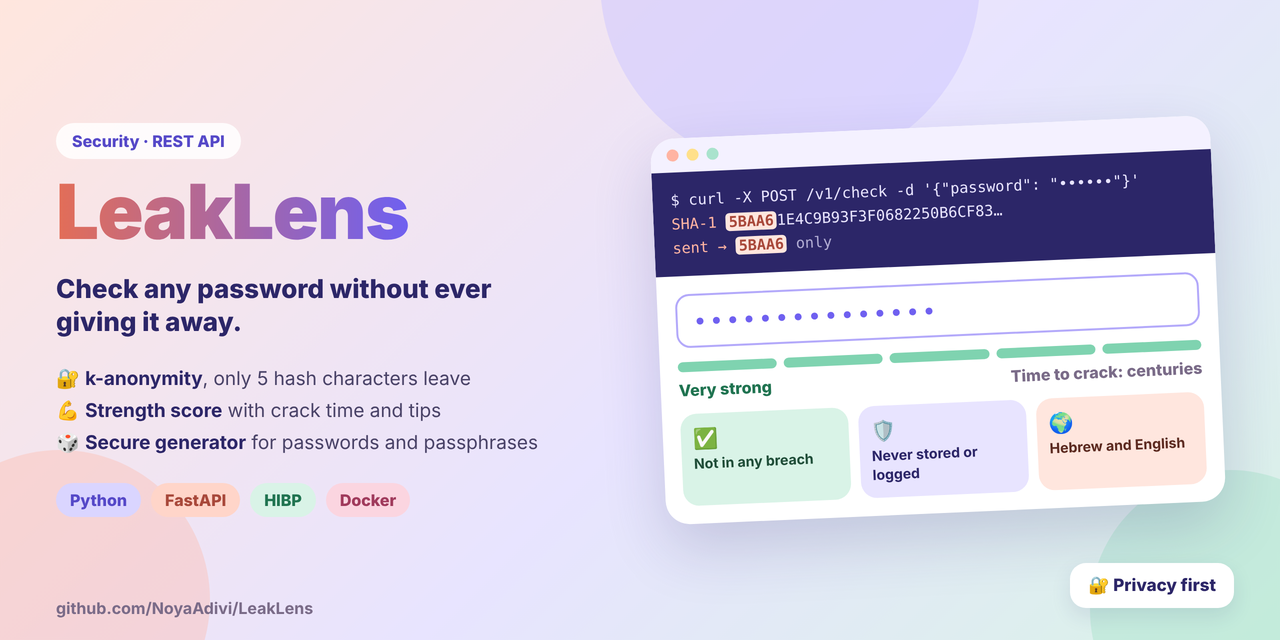 Security · REST API
LeakLens
Check any password without ever
giving it away.
🔐 k-anonymity, only 5 hash characters leave
💪 Strength score with crack time and tips
🎲 Secure generator for passwords and passphrases
Python FastAPI HIBP Docker
github.com/NoyaAdivi/LeakLens
$ curl -X POST /v1/check -d '{"password": "••••••"}'
SHA-1 5BAA61E4C9B93F3F0682250B6CF83…
sent → 5BAA6 only
•••••••••••••••
Very strong
Time to crack: centuries
✅
Not in any breach
🛡️
Never stored or
logged
🌍
Hebrew and English
🔐 Privacy first